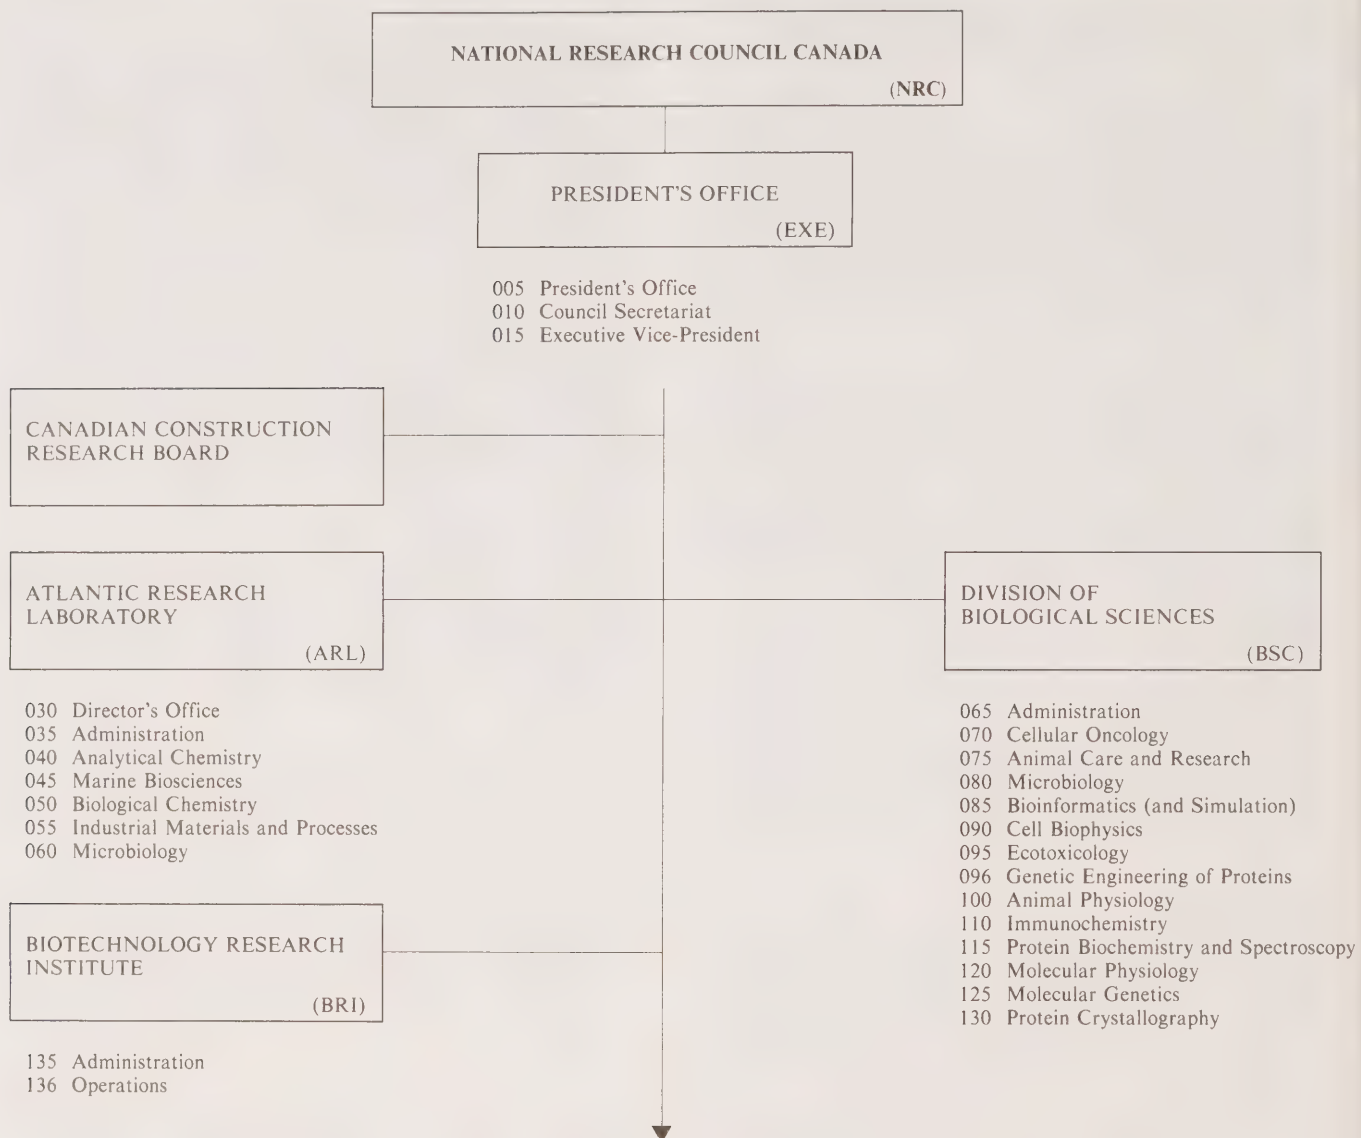 NATIONAL RESEARCH COUNCIL CANADA
(NRC)
PRESIDENT'S OFFICE
(EXE)
005 President's Office
010 Council Secretariat
015 Executive Vice-President
CANADIAN CONSTRUCTION
RESEARCH BOARD
ATLANTIC RESEARCH
LABORATORY
(ARL)
030 Director's Office
035 Administration
040 Analytical Chemistry
045 Marine Biosciences
050 Biological Chemistry
055 Industrial Materials and Processes
060 Microbiology
DIVISION OF
BIOLOGICAL SCIENCES
(BSC)
065 Administration
070 Cellular Oncology
075 Animal Care and Research
080 Microbiology
085 Bioinformatics (and Simulation)
090 Cell Biophysics
095 Ecotoxicology
096 Genetic Engineering of Proteins
100 Animal Physiology
110 Immunochemistry
115 Protein Biochemistry and Spectroscopy
120 Molecular Physiology
125 Molecular Genetics
130 Protein Crystallography
BIOTECHNOLOGY RESEARCH
INSTITUTE
(BRI)
135 Administration
136 Operations